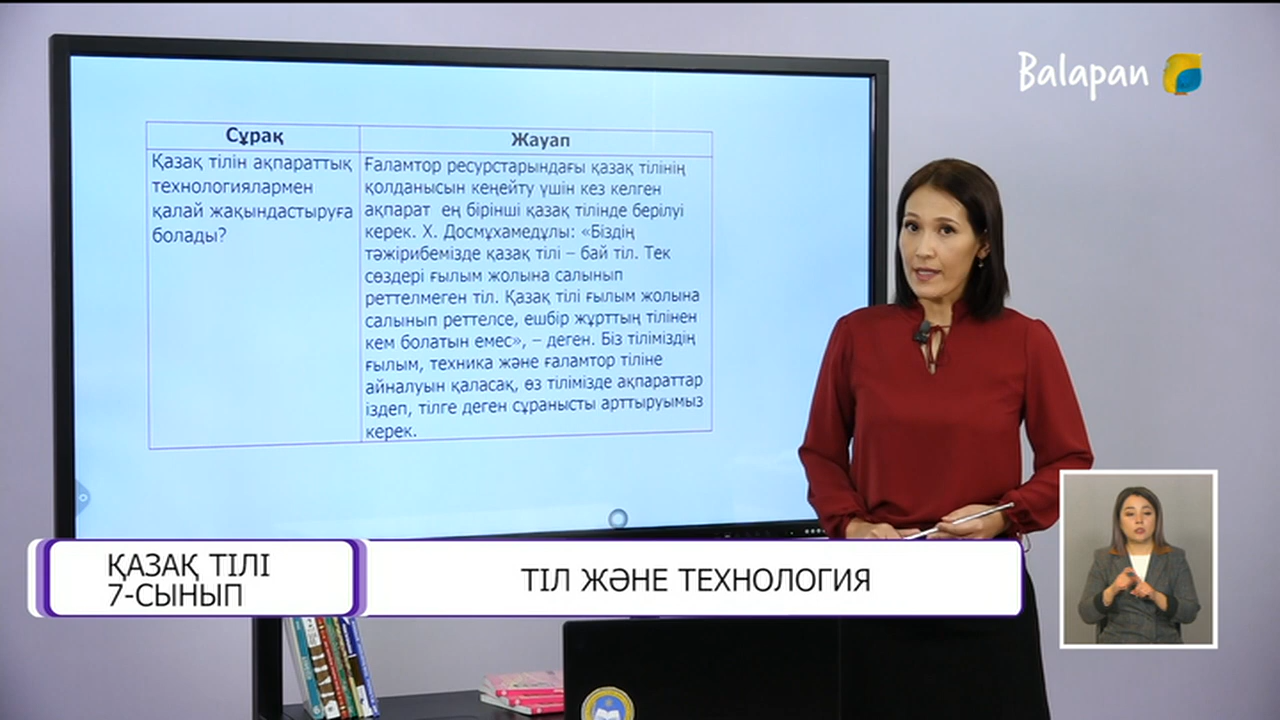 Balapan
Сұрақ
Жауап
Қазақ тілін ақпараттық
технологиялармен
қалай жақындастыруға
болады?
Ғаламтор ресурстарындағы қазақ тілінің
қолданысын кеңейту үшін кез келген
ақпарат ең бірінші қазақ тілінде берілуі
керек. Х. Досмұхамедұлы: «Біздің
тәжірибемізде қазақ тілі – бай тіл. Тек
сөздері ғылым жолына салынып
реттелмеген тіл. Қазақ тілі ғылым жолына
салынып реттелсе, ешбір жұрттың тілінен
кем болатын емес», – деген. Біз тіліміздің
ғылым, техника және ғаламтор тіліне
айналуын қаласақ, өз тілімізде ақпараттар
іздеп, тілге деген сұранысты арттыруымыз
керек.
ҚАЗАҚ ТІЛІ
7-СЫНЫП
ТІЛ ЖӘНЕ ТЕХНОЛОГИЯ